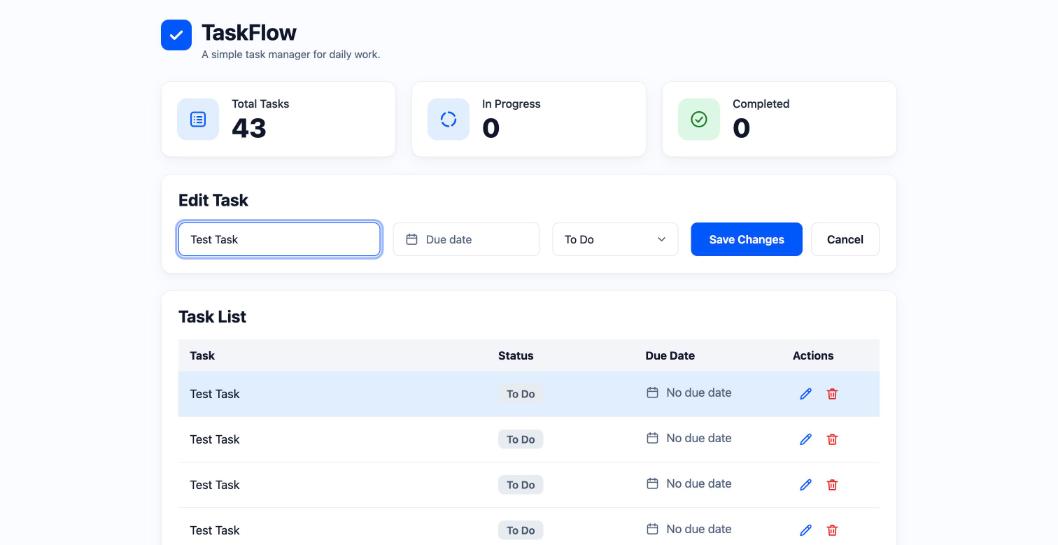 TaskFlow
A simple task manager for daily work.
Total Tasks
43
In Progress
0
Completed
0
Edit Task
Test Task
Due date
To Do
Save Changes
Cancel
Task List
Task Status Due Date Actions
Test Task To Do No due date
Test Task To Do No due date
Test Task To Do No due date
Test Task To Do No due date